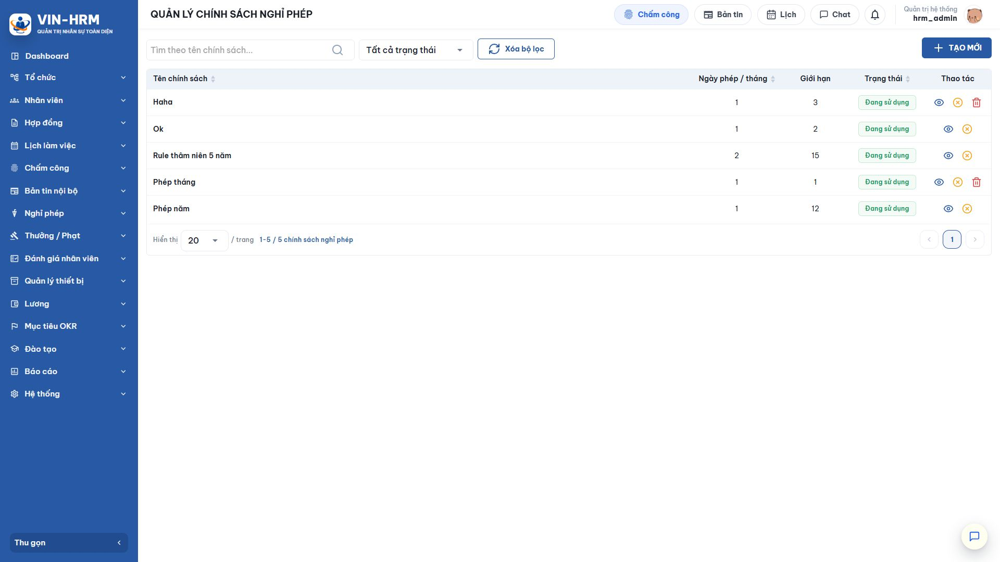 VIN-HRM
QUẢN TRỊ NHÂN SỰ TOÀN DIỆN
Dashboard
Tổ chức
Nhân viên
Hợp đồng
Lịch làm việc
Chấm công
Bản tin nội bộ
Nghỉ phép
Thưởng / Phạt
Đánh giá nhân viên
Quản lý thiết bị
Lương
Mục tiêu OKR
Đào tạo
Báo cáo
Hệ thống
Thu gọn
QUẢN LÝ CHÍNH SÁCH NGHỈ PHÉP
Chấm công
Bản tin
Lịch
Chat
Quản trị hệ thống
hrm_admin
Tìm theo tên chính sách...
Tất cả trạng thái
Xóa bộ lọc
TẠO MỚI
Tên chính sách Ngày phép / tháng Giới hạn Trạng thái Thao tác
Haha 1 3 Đang sử dụng
Ok 1 2 Đang sử dụng
Rule thâm niên 5 năm 2 15 Đang sử dụng
Phép tháng 1 1 Đang sử dụng
Phép năm 1 12 Đang sử dụng
Hiển thị 20 / trang 1-5 / 5 chính sách nghỉ phép 1